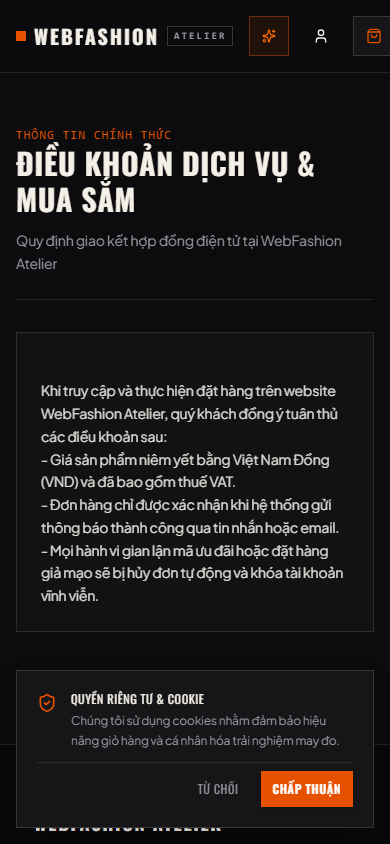 WEBFASHION ATELIER
THÔNG TIN CHÍNH THỨC
ĐIỀU KHOẢN DỊCH VỤ &
MUA SẮM
Quy định giao kết hợp đồng điện tử tại WebFashion
Atelier
Khi truy cập và thực hiện đặt hàng trên website
WebFashion Atelier, quý khách đồng ý tuân thủ
các điều khoản sau:
- Giá sản phẩm niêm yết bằng Việt Nam Đồng
(VND) và đã bao gồm thuế VAT.
- Đơn hàng chỉ được xác nhận khi hệ thống gửi
thông báo thành công qua tin nhắn hoặc email.
- Mọi hành vi gian lận mã ưu đãi hoặc đặt hàng
giả mạo sẽ bị hủy đơn tự động và khóa tài khoản
vĩnh viễn.
QUYỀN RIÊNG TƯ & COOKIE
Chúng tôi sử dụng cookies nhằm đảm bảo hiệu
năng giỏ hàng và cá nhân hóa trải nghiệm may đo.
TỪ CHỐI CHẤP THUẬN